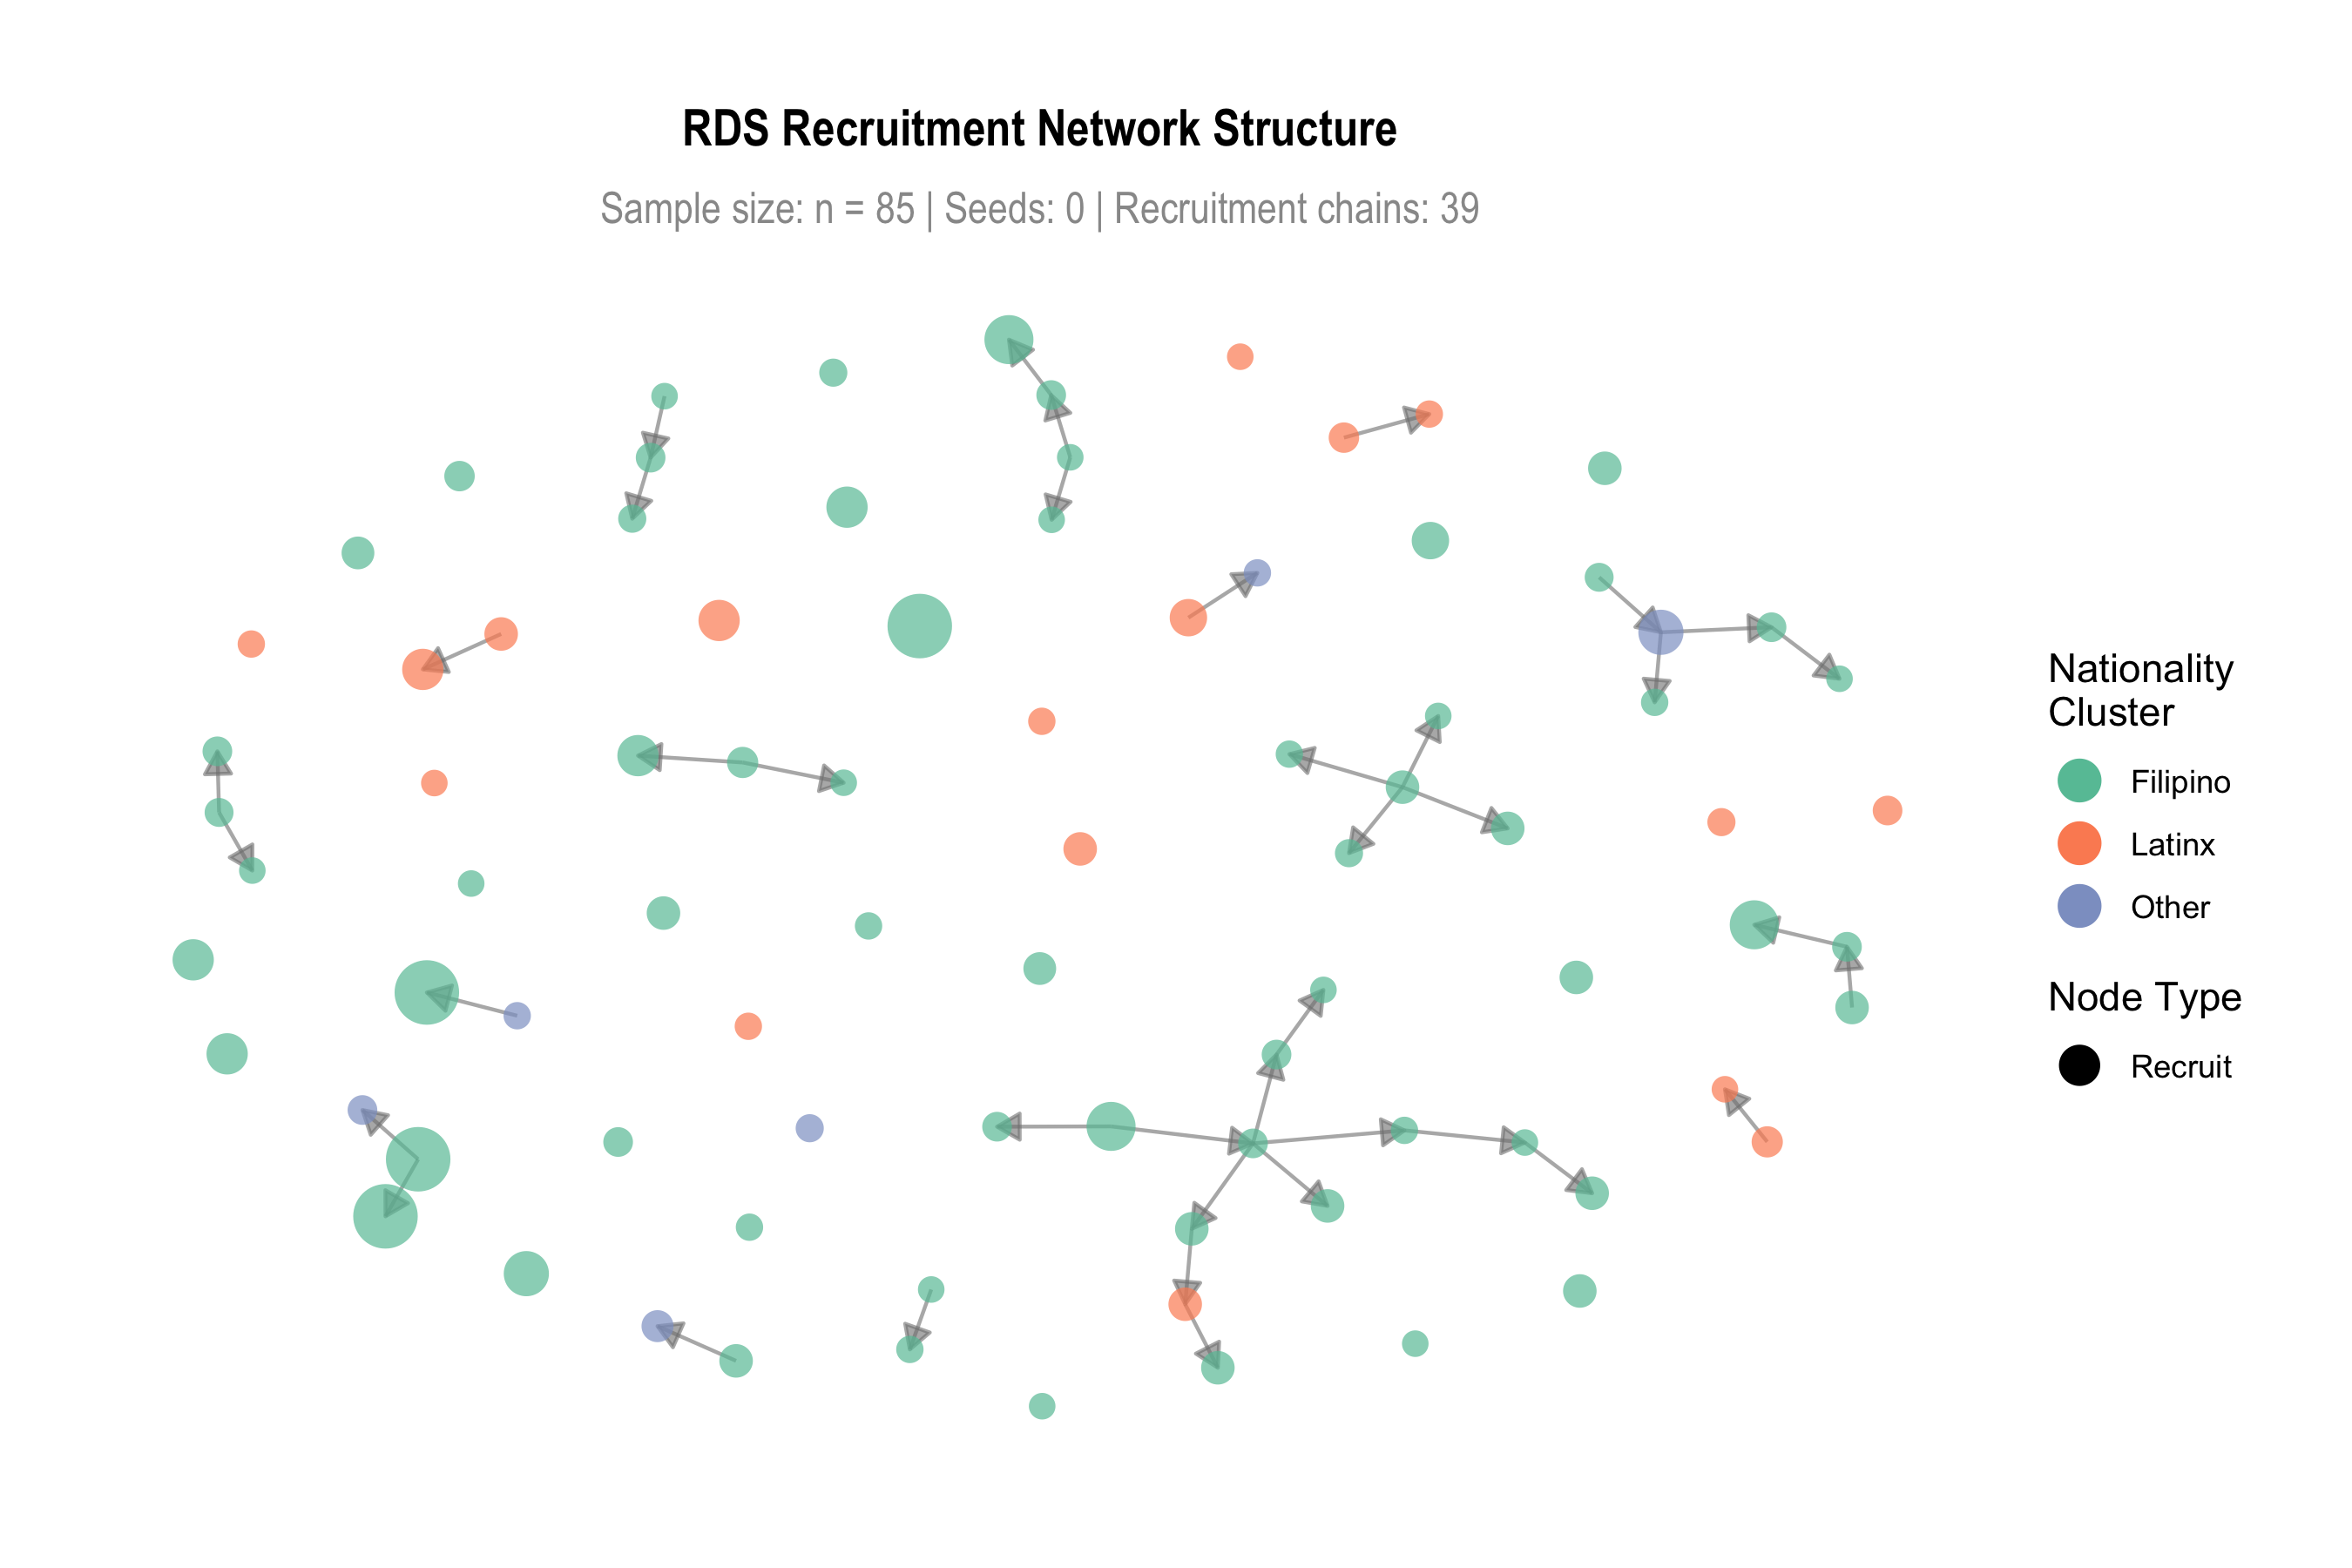 RDS Recruitment Network Structure
Sample size: n = 85 | Seeds: 0 | Recruitment chains: 39
Nationality
Cluster
Filipino
Latinx
Other
Node Type
Recruit